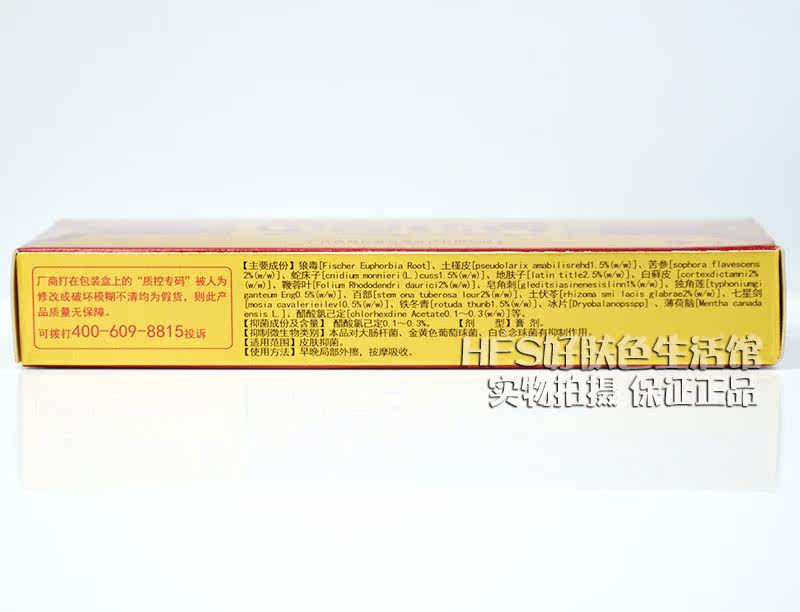 厂商打在包装盒上的“质控专码”被人为
修改或破坏模糊不清均为假货，则此产
品质量无保障。
可拨打400-609-8815投诉
【主要成份】狼毒[Fischer Euphorbia Root]、土槿皮[pseudolarix amabilisrehd1.5%(w/w)]、苦参[sophora flavescens
2%(w/w)]、蛇床子[cnidium monnieri(L.)cuss1.5%(w/w)]、地肤子[latin title2.5%(w/w)]、白藓皮 [cortexdictamni2%
(w/w)]、鞭蓉叶[Folium Rhododendri daurici2%(w/w)]、皂角刺[gleditsiasinenesislinn1%(w/w)]、独角莲[typhoniumgi
ganteum Eng0.5%(w/w)]、百部[stem ona tuberosa lour2%(w/w)]、土伏苓[rhizoma smi lacis glabrae2%(w/w)]、七星剑
[mosia cavalerieilevl0.5%(w/w)]、铁冬青[rotuda thunb1.5%(w/w)]、冰片[Dryobalanopsspp]、薄荷脑[Mentha canada
ensis L.]、醋酸氯己定[chlorhexdine Acetate0.1~0.3(w/w)]等。
【抑菌成份及含量】 醋酸氯己定0.1~0.3%。 【剂 型】膏 剂。
【抑制微生物类别】本品对大肠杆菌、金黄色葡萄球菌、白色念球菌有抑制作用。
【适用范围】皮肤抑菌。
【使用方法】早晚局部外擦，按摩吸收。
HFS好肤色生活馆
实物拍摄 保证正品